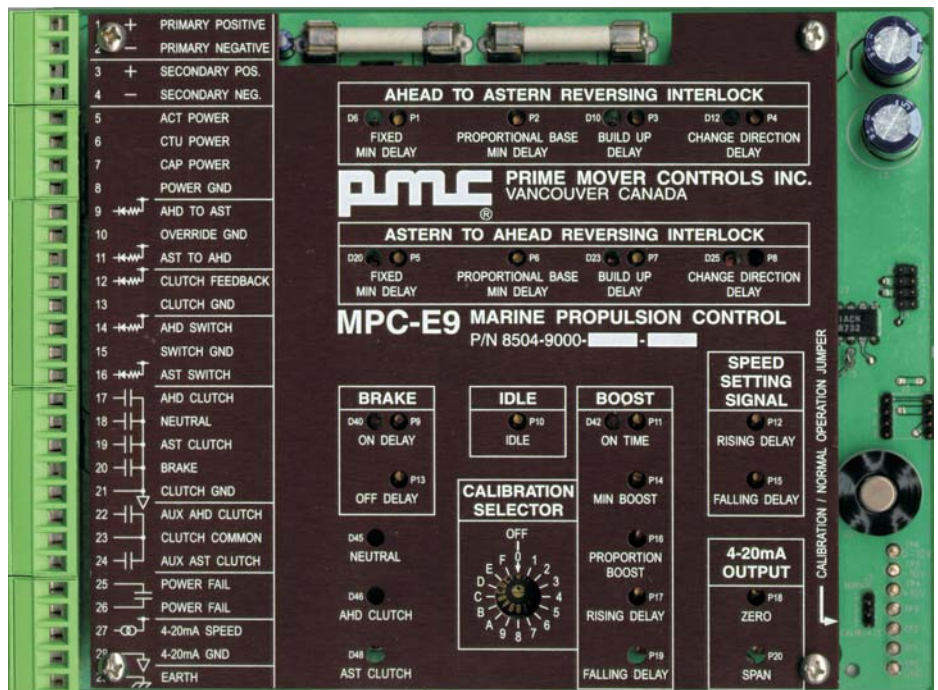 1 + PRIMARY POSITIVE
2 − PRIMARY NEGATIVE
3 + SECONDARY POS.
4 − SECONDARY NEG.
5 ACT POWER
6 CTU POWER
7 CAP POWER
8 POWER GND
9 AHD TO AST
10 OVERRIDE GND
11 AST TO AHD
12 CLUTCH FEEDBACK
13 CLUTCH GND
14 AHD SWITCH
15 SWITCH GND
16 AST SWITCH
17 AHD CLUTCH
18 NEUTRAL
19 AST CLUTCH
20 BRAKE
21 CLUTCH GND
22 AUX AHD CLUTCH
23 CLUTCH COMMON
24 AUX AST CLUTCH
25 POWER FAIL
26 POWER FAIL
27 4-20mA SPEED
4-20mA GND
EARTH
AHEAD TO ASTERN REVERSING INTERLOCK
D6 P1 P2 D10 P3 D12 P4
FIXED PROPORTIONAL BASE BUILD UP CHANGE DIRECTION
MIN DELAY MIN DELAY DELAY DELAY
pmc ®
PRIME MOVER CONTROLS INC.
VANCOUVER CANADA
ASTERN TO AHEAD REVERSING INTERLOCK
D20 P5 P6 D23 P7 D25 P8
FIXED PROPORTIONAL BASE BUILD UP CHANGE DIRECTION
MIN DELAY MIN DELAY DELAY DELAY
MPC-E9 MARINE PROPULSION CONTROL
P/N 8504-9000- -
BRAKE
D40 P9
ON DELAY
P13
OFF DELAY
IDLE
P10
IDLE
BOOST
D42 P11
ON TIME
P14
MIN BOOST
P16
PROPORTION
BOOST
P17
RISING DELAY
P19
FALLING DELAY
SPEED
SETTING
SIGNAL
P12
RISING DELAY
P15
FALLING DELAY
CALIBRATION
SELECTOR
OFF
0 1 2 3 4 5 6 7 8 9 A B C D E F
D45
NEUTRAL
D46
AHD CLUTCH
D48
AST CLUTCH
4-20mA
OUTPUT
P18
ZERO
P20
SPAN
CALIBRATION / NORMAL OPERATION JUMPER